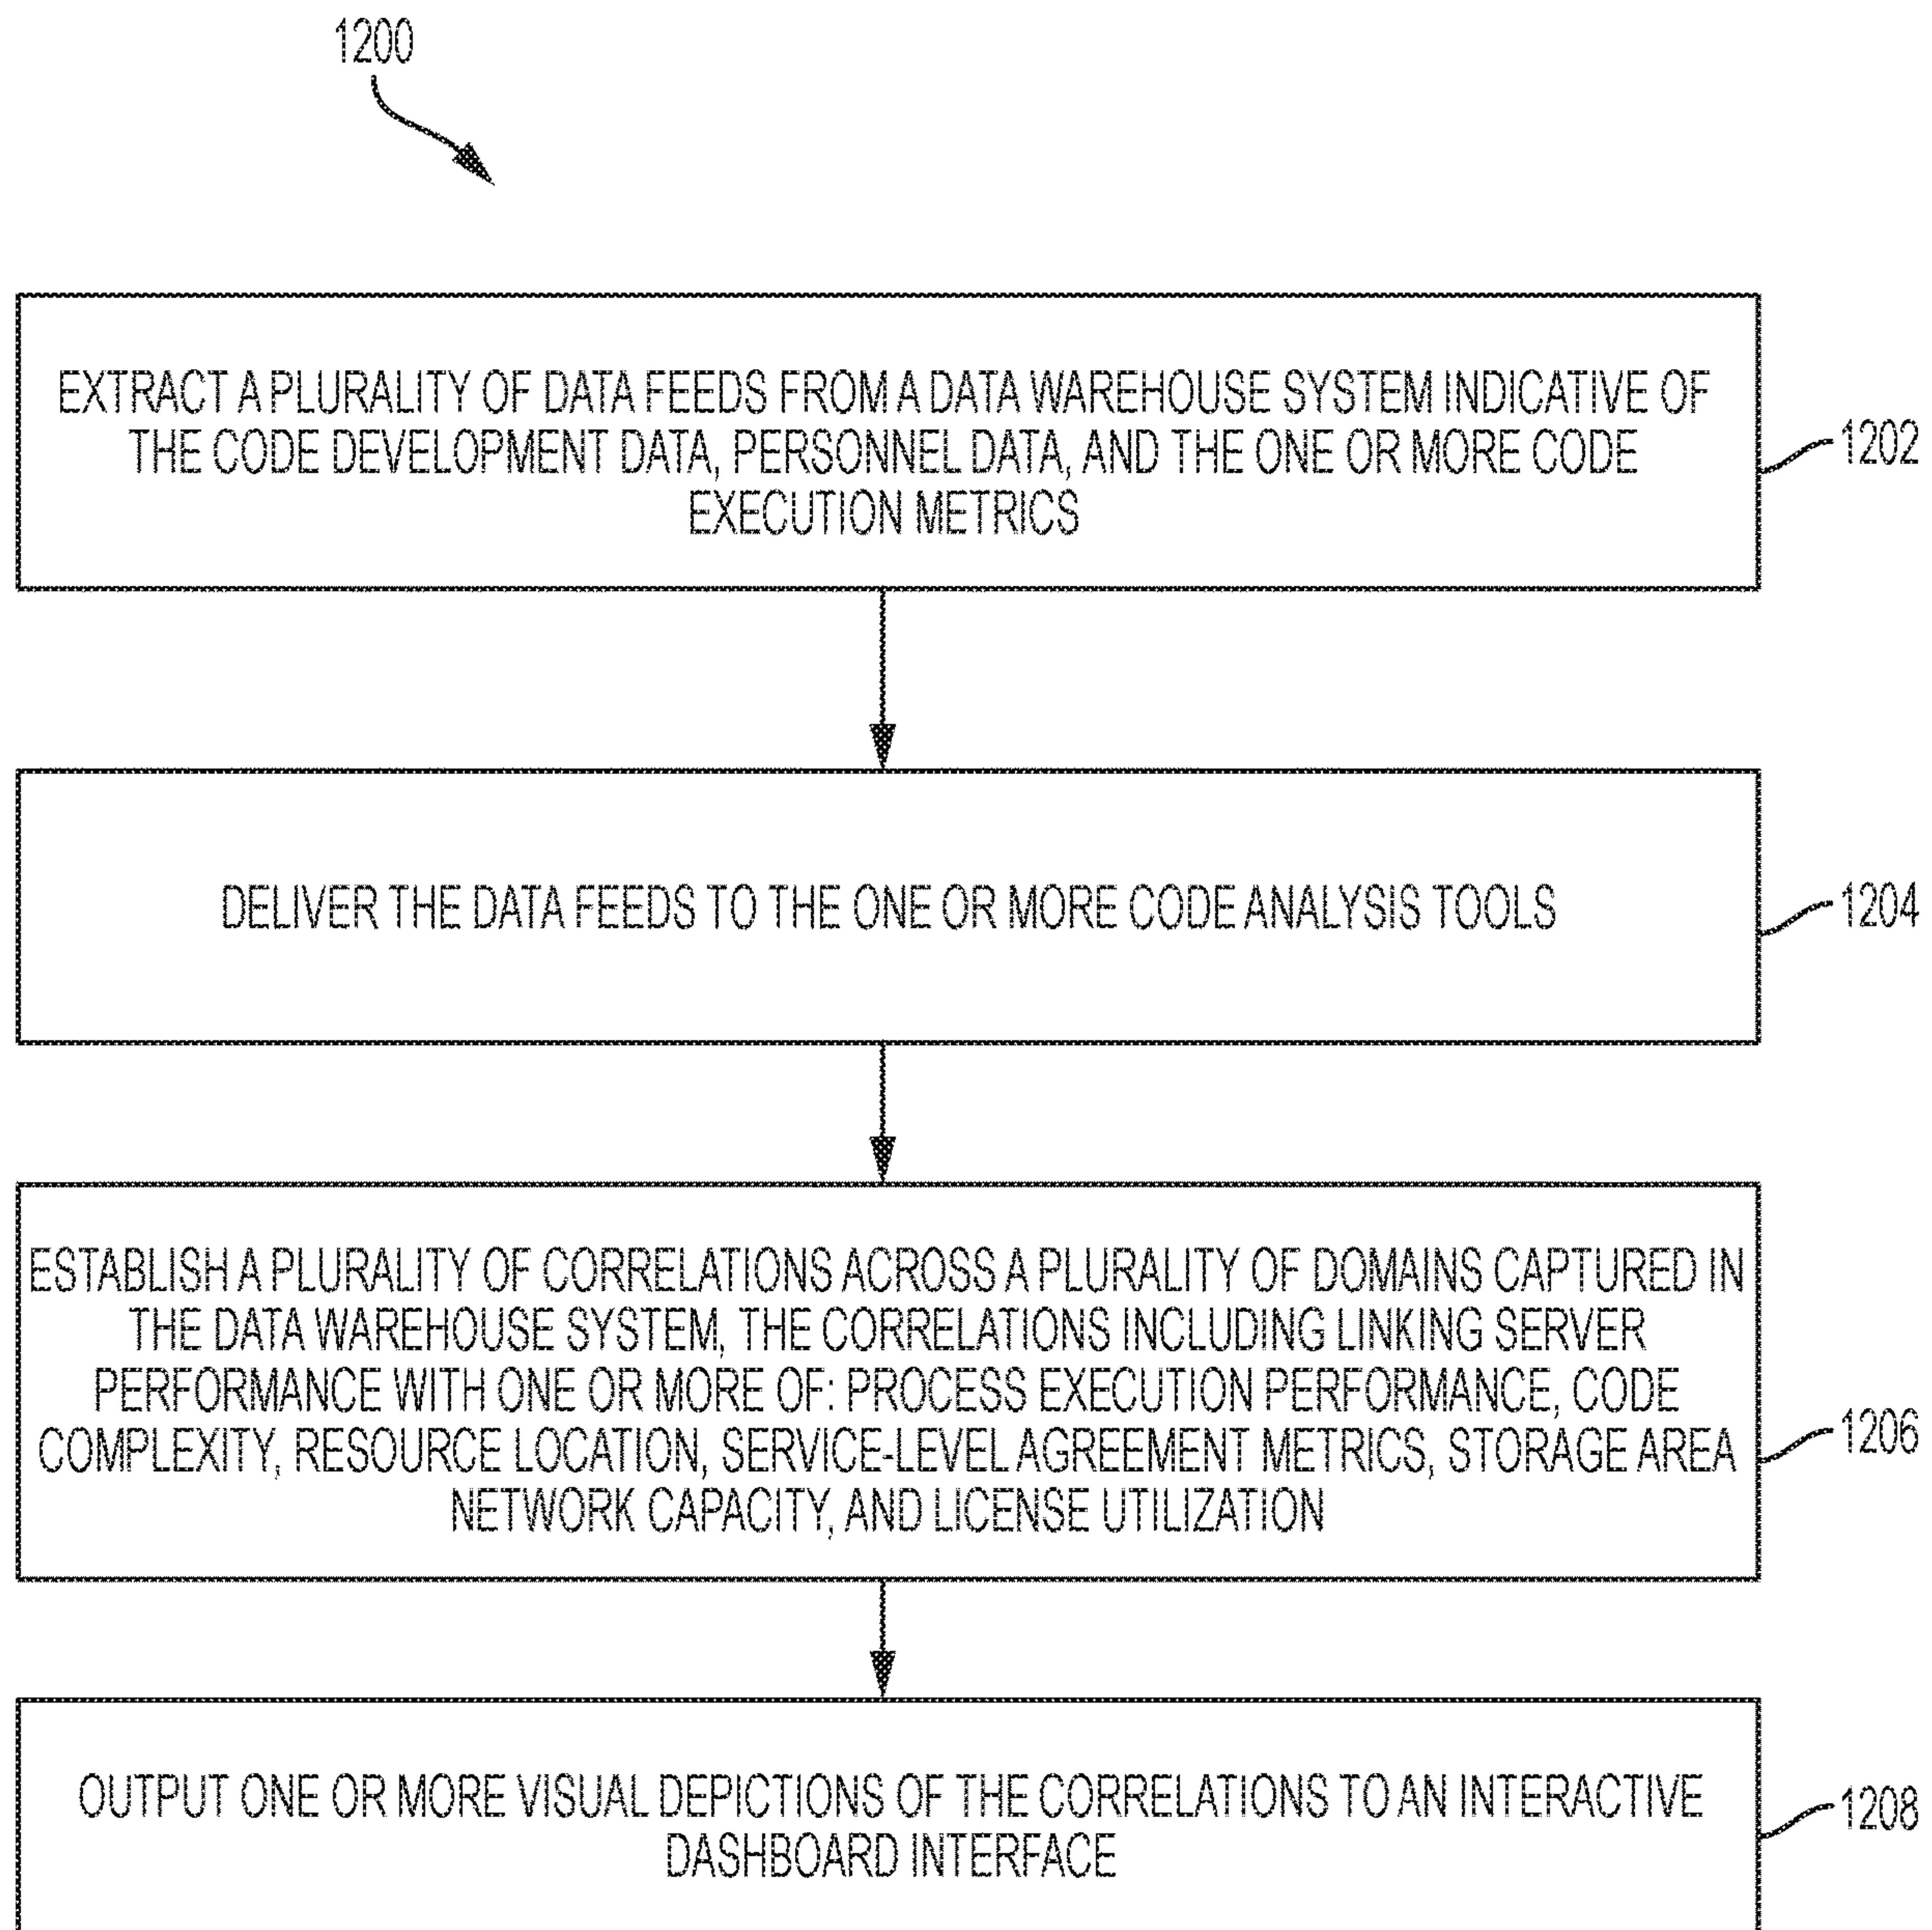 1200
EXTRACT A PLURALITY OF DATA FEEDS FROM A DATA WAREHOUSE SYSTEM INDICATIVE OF
THE CODE DEVELOPMENT DATA, PERSONNEL DATA, AND THE ONE OR MORE CODE
EXECUTION METRICS
1202
DELIVER THE DATA FEEDS TO THE ONE OR MORE CODE ANALYSIS TOOLS
1204
ESTABLISH A PLURALITY OF CORRELATIONS ACROSS A PLURALITY OF DOMAINS CAPTURED IN
THE DATA WAREHOUSE SYSTEM, THE CORRELATIONS INCLUDING LINKING SERVER
PERFORMANCE WITH ONE OR MORE OF: PROCESS EXECUTION PERFORMANCE, CODE
COMPLEXITY, RESOURCE LOCATION, SERVICE-LEVEL AGREEMENT METRICS, STORAGE AREA
NETWORK CAPACITY, AND LICENSE UTILIZATION
1206
OUTPUT ONE OR MORE VISUAL DEPICTIONS OF THE CORRELATIONS TO AN INTERACTIVE
DASHBOARD INTERFACE
1208